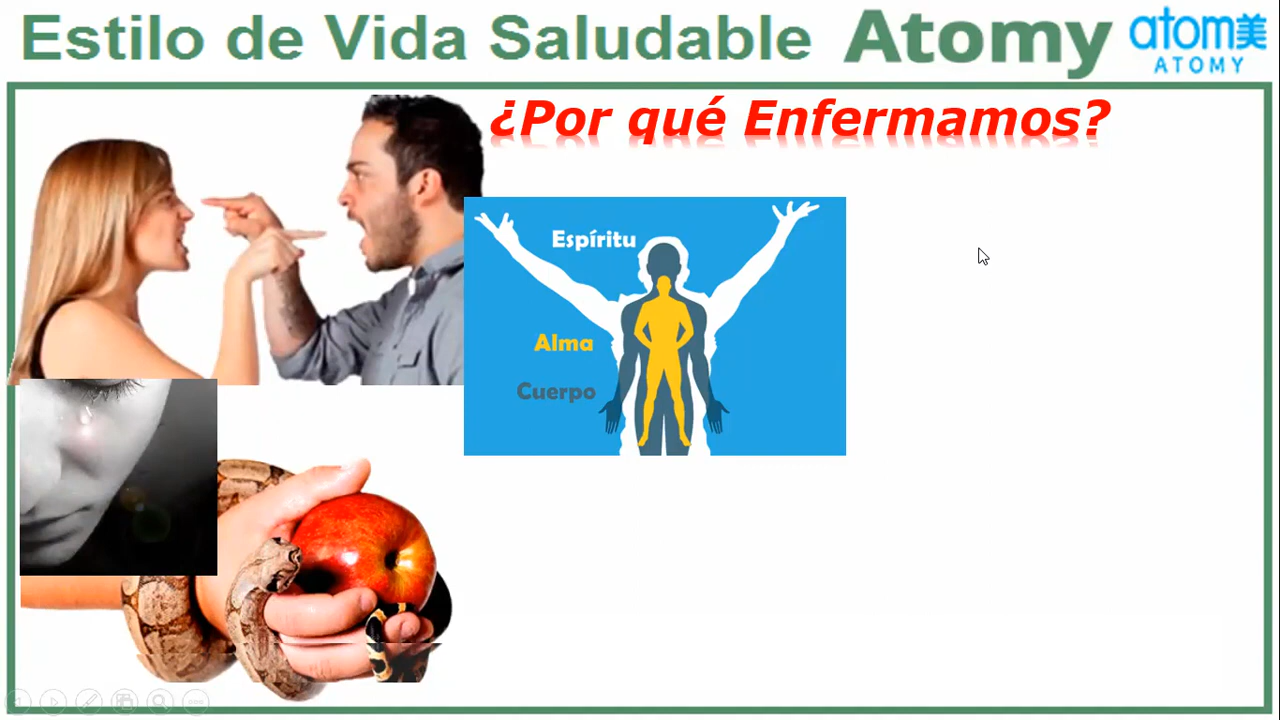 Estilo de Vida Saludable Atomy
atom美
ATOMY
¿Por qué Enfermamos?
Espíritu
Alma
Cuerpo